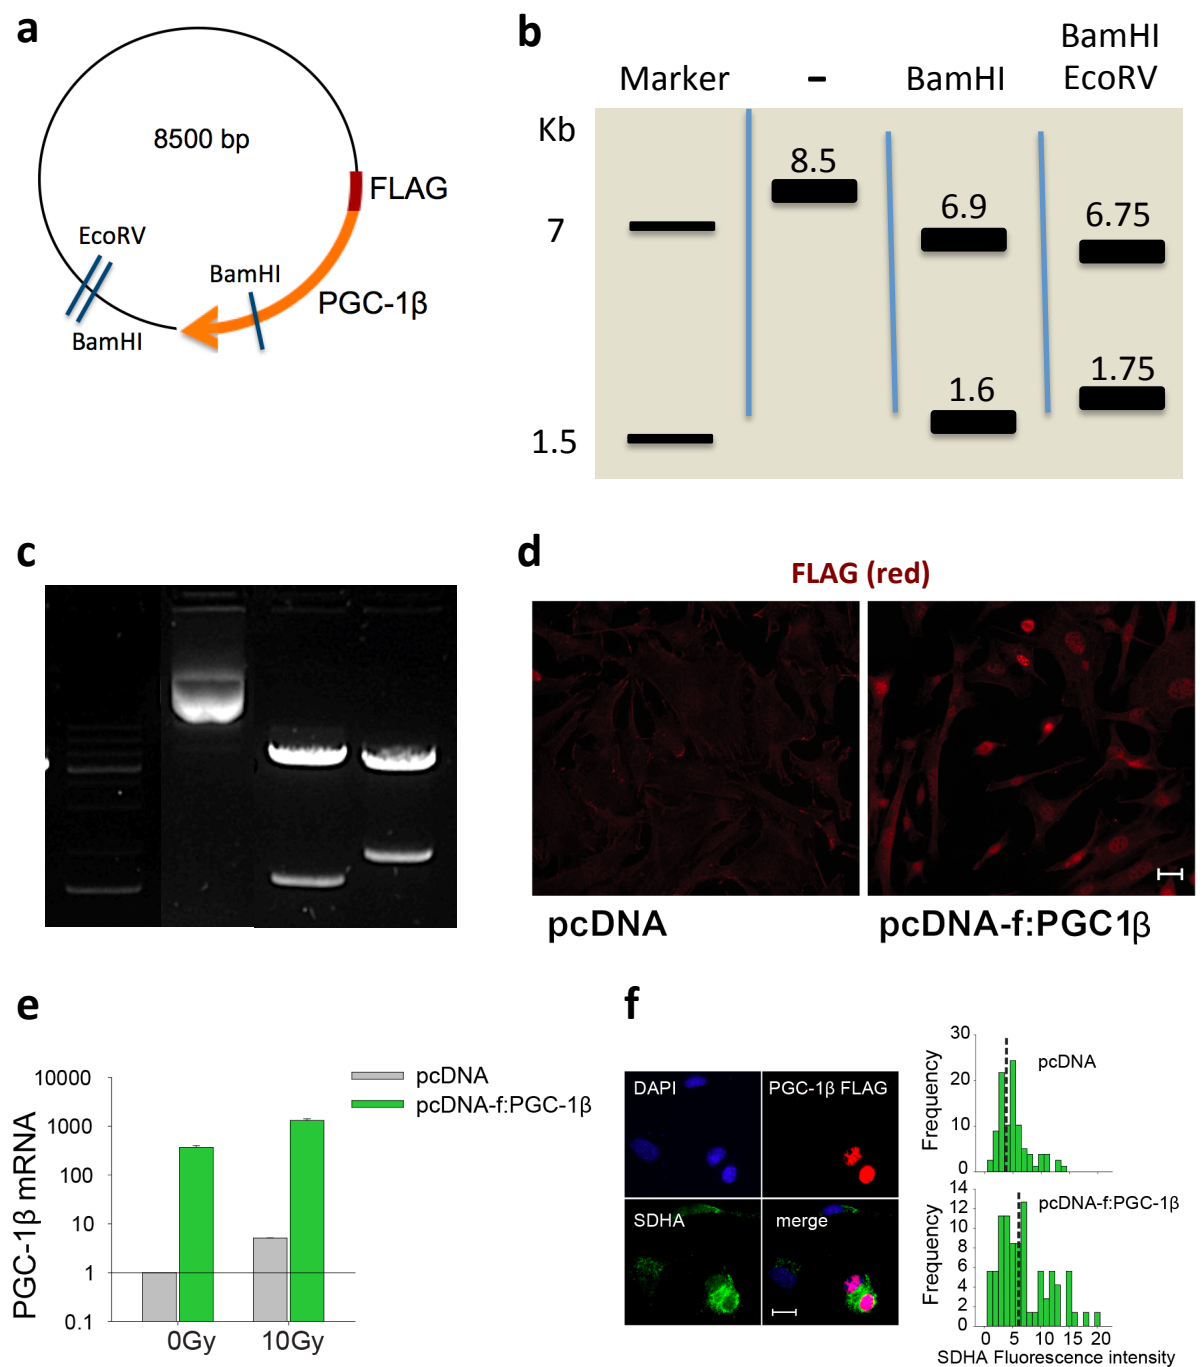 a
8500 bp
FLAG
EcoRV
BamHI
PGC-1β
BamHI
b
BamHI
Marker
-
BamHI
EcoRV
Kb
8.5
7
6.9
6.75
1.6
1.75
1.5
c
d
FLAG (red)
pcDNA
pcDNA-f:PGC1β
e
PGC-1β mRNA
10000
1000
100
10
1
0.1
0Gy
10Gy
pcDNA
pcDNA-f:PGC-1β
f
DAPI
PGC-1β FLAG
SDHA
merge
Frequency
30
20
10
0
pcDNA
Frequency
14
12
10
8
6
4
2
0
pcDNA-f:PGC-1β
0 5 10 15 20
SDHA Fluorescence intensity